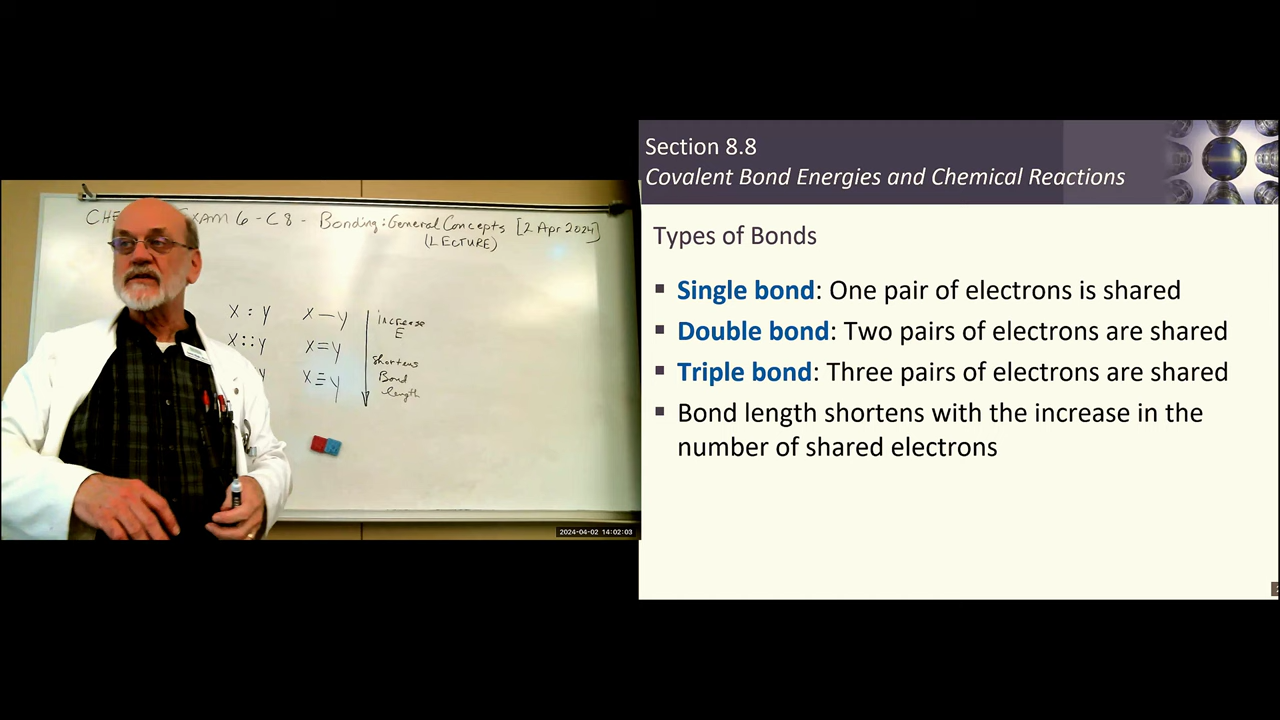 CHE EXAM 6 - C8 - Bonding: General Concepts [2 Apr 2024]
(LECTURE)
X : Y X — Y increase
E
X :: Y X = Y shortens
Bond
Y X ≡ Y length
2024-04-02 14:02:03
Section 8.8
Covalent Bond Energies and Chemical Reactions
Types of Bonds
▪ Single bond: One pair of electrons is shared
▪ Double bond: Two pairs of electrons are shared
▪ Triple bond: Three pairs of electrons are shared
▪ Bond length shortens with the increase in the
number of shared electrons